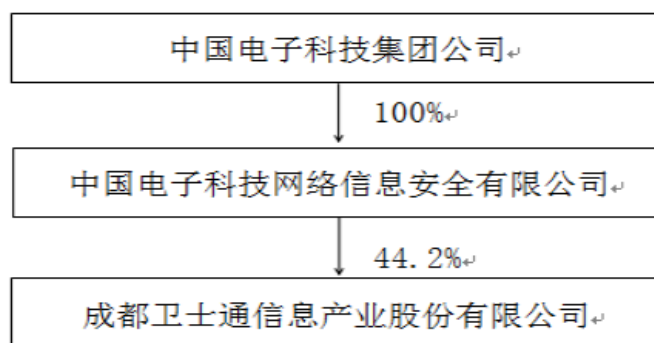 中国电子科技集团公司
100%
中国电子科技网络信息安全有限公司
44.2%
成都卫士通信息产业股份有限公司